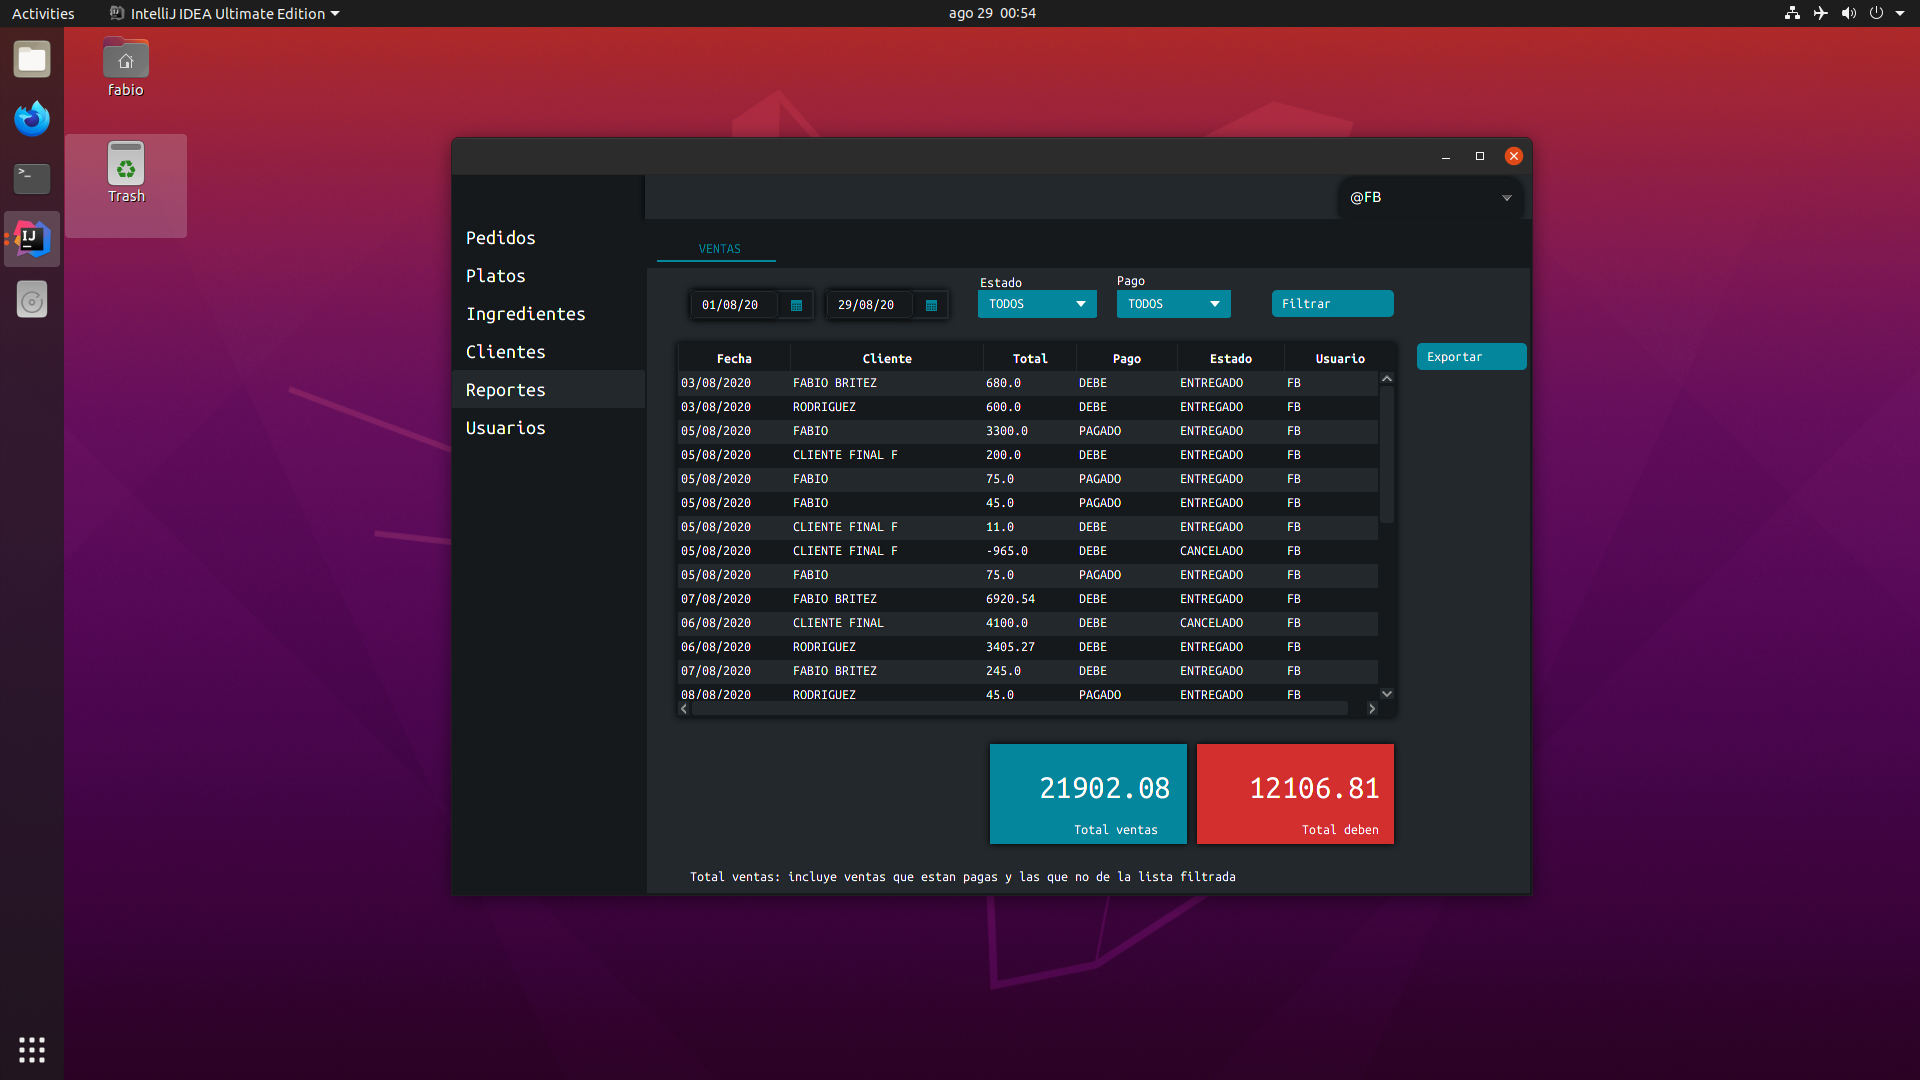 Activities IntelliJ IDEA Ultimate Edition ago 29 00:54
fabio
Trash
@FB
Pedidos
Platos
Ingredientes
Clientes
Reportes
Usuarios
VENTAS
Estado Pago
01/08/20 29/08/20 TODOS TODOS Filtrar
Exportar
Fecha Cliente Total Pago Estado Usuario
03/08/2020 FABIO BRITEZ 680.0 DEBE ENTREGADO FB
03/08/2020 RODRIGUEZ 600.0 DEBE ENTREGADO FB
05/08/2020 FABIO 3300.0 PAGADO ENTREGADO FB
05/08/2020 CLIENTE FINAL F 200.0 DEBE ENTREGADO FB
05/08/2020 FABIO 75.0 PAGADO ENTREGADO FB
05/08/2020 FABIO 45.0 PAGADO ENTREGADO FB
05/08/2020 CLIENTE FINAL F 11.0 DEBE ENTREGADO FB
05/08/2020 CLIENTE FINAL F -965.0 DEBE CANCELADO FB
05/08/2020 FABIO 75.0 PAGADO ENTREGADO FB
07/08/2020 FABIO BRITEZ 6920.54 DEBE ENTREGADO FB
06/08/2020 CLIENTE FINAL 4100.0 DEBE CANCELADO FB
06/08/2020 RODRIGUEZ 3405.27 DEBE ENTREGADO FB
07/08/2020 FABIO BRITEZ 245.0 DEBE ENTREGADO FB
08/08/2020 RODRIGUEZ 45.0 PAGADO ENTREGADO FB
21902.08
Total ventas
12106.81
Total deben
Total ventas: incluye ventas que estan pagas y las que no de la lista filtrada